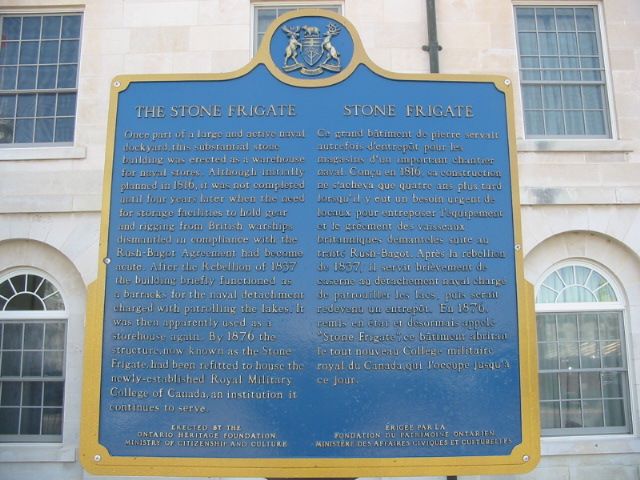 THE STONE FRIGATE
Once part of a large and active naval
dockyard, this substantial stone
building was erected as a warehouse
for naval stores. Although initially
planned in 1816, it was not completed
until four years later when the need
for storage facilities to hold gear
and rigging from British warships
dismantled in compliance with the
Rush-Bagot Agreement had become
acute. After the Rebellion of 1837
the building briefly functioned as
a barracks for the naval detachment
charged with patrolling the lakes. It
was then apparently used as a
storehouse again. By 1876 the
structure, now known as the Stone
Frigate, had been refitted to house the
newly-established Royal Military
College of Canada, an institution it
continues to serve.
ERECTED BY THE
ONTARIO HERITAGE FOUNDATION
MINISTRY OF CITIZENSHIP AND CULTURE
STONE FRIGATE
Ce grand bâtiment de pierre servait
autrefois d'entrepôt pour les
magasins d'un important chantier
naval. Conçu en 1816, sa construction
ne s'acheva que quatre ans plus tard
lorsqu'il y eut un besoin urgent de
locaux pour entreposer l'équipement
et le gréement des vaisseaux
britanniques démantelés suite au
traité Rush-Bagot. Après la rébellion
de 1837, il servit brièvement de
caserne au détachement naval chargé
de patrouiller les lacs, puis serait
redevenu un entrepôt. En 1876,
remis en état et désormais appelé
"Stone Frigate", ce bâtiment abritait
le tout nouveau Collège militaire
royal du Canada, qui l'occupe jusqu'à
ce jour.
ÉRIGÉE PAR LA
FONDATION DU PATRIMOINE ONTARIEN
MINISTÈRE DES AFFAIRES CIVIQUES ET CULTURELLES